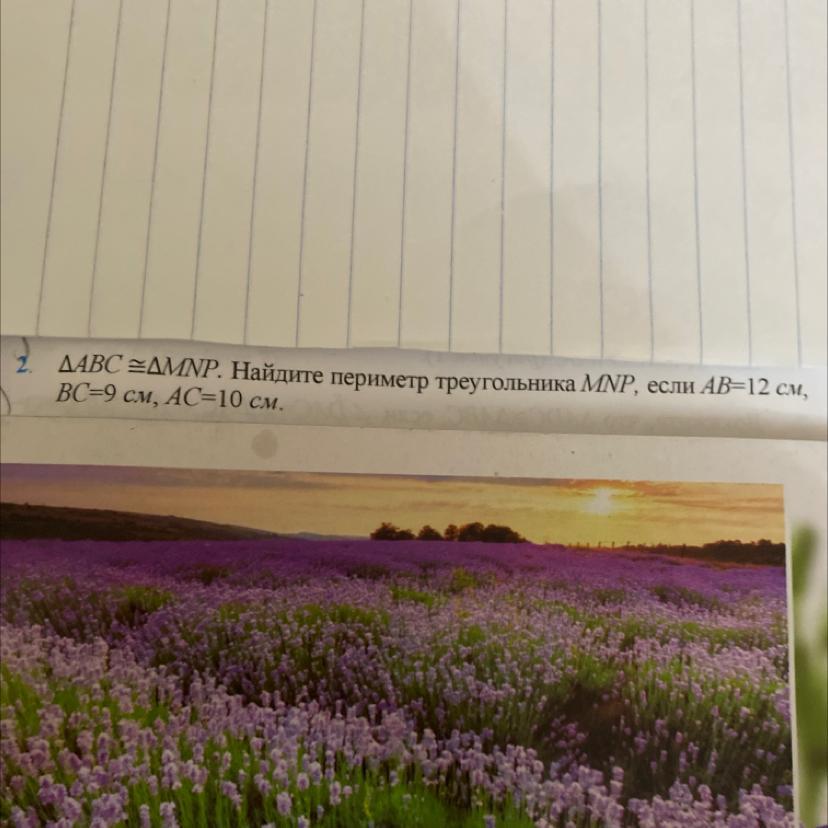 2. ΔABC ≅ ΔMNP. Найдите периметр треугольника MNP, если AB=12 см,
BC=9 см, AC=10 см.